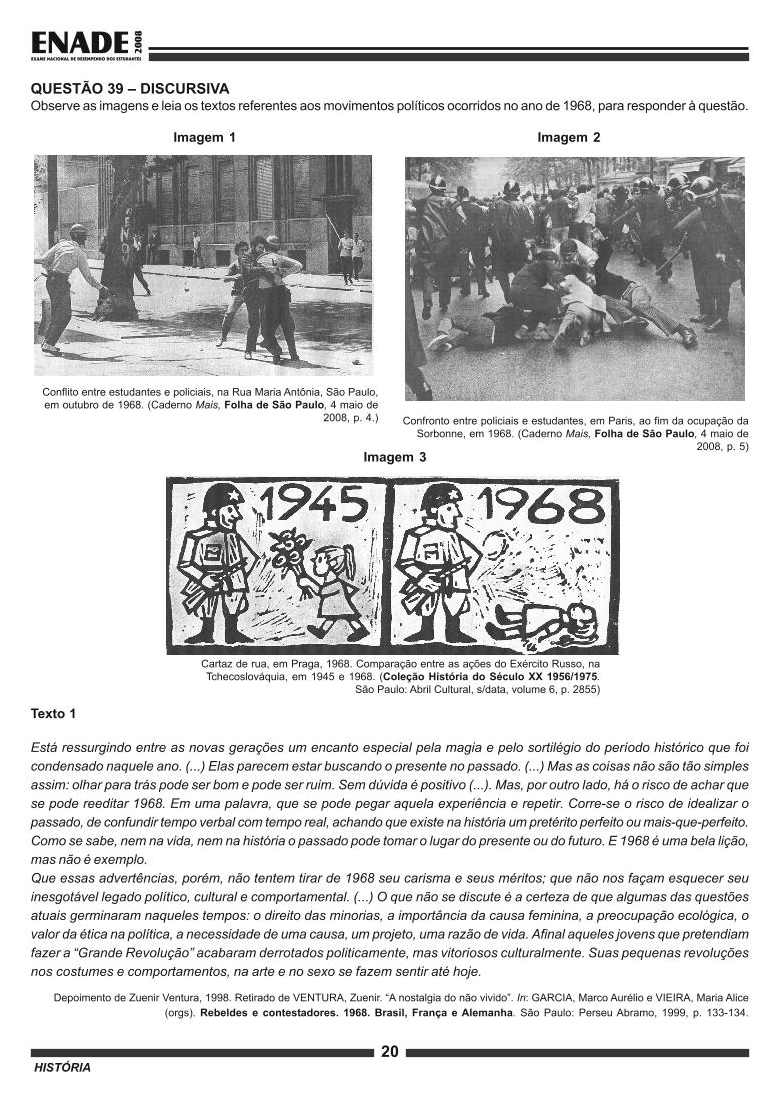 ENADE 2008
EXAME NACIONAL DE DESEMPENHO DOS ESTUDANTES
QUESTÃO 39 – DISCURSIVA
Observe as imagens e leia os textos referentes aos movimentos políticos ocorridos no ano de 1968, para responder à questão.
Imagem 1
Imagem 2
Conflito entre estudantes e policiais, na Rua Maria Antônia, São Paulo,
em outubro de 1968. (Caderno Mais, Folha de São Paulo, 4 maio de
2008, p. 4.)
Confronto entre policiais e estudantes, em Paris, ao fim da ocupação da
Sorbonne, em 1968. (Caderno Mais, Folha de São Paulo, 4 maio de
2008, p. 5)
Imagem 3
1945
1968
Cartaz de rua, em Praga, 1968. Comparação entre as ações do Exército Russo, na
Tchecoslováquia, em 1945 e 1968. (Coleção História do Século XX 1956/1975.
São Paulo: Abril Cultural, s/data, volume 6, p. 2855)
Texto 1
Está ressurgindo entre as novas gerações um encanto especial pela magia e pelo sortilégio do período histórico que foi
condensado naquele ano. (...) Elas parecem estar buscando o presente no passado. (...) Mas as coisas não são tão simples
assim: olhar para trás pode ser bom e pode ser ruim. Sem dúvida é positivo (...). Mas, por outro lado, há o risco de achar que
se pode reeditar 1968. Em uma palavra, que se pode pegar aquela experiência e repetir. Corre-se o risco de idealizar o
passado, de confundir tempo verbal com tempo real, achando que existe na história um pretérito perfeito ou mais-que-perfeito.
Como se sabe, nem na vida, nem na história o passado pode tomar o lugar do presente ou do futuro. E 1968 é uma bela lição,
mas não é exemplo.
Que essas advertências, porém, não tentem tirar de 1968 seu carisma e seus méritos; que não nos façam esquecer seu
inesgotável legado político, cultural e comportamental. (...) O que não se discute é a certeza de que algumas das questões
atuais germinaram naqueles tempos: o direito das minorias, a importância da causa feminina, a preocupação ecológica, o
valor da ética na política, a necessidade de uma causa, um projeto, uma razão de vida. Afinal aqueles jovens que pretendiam
fazer a “Grande Revolução” acabaram derrotados politicamente, mas vitoriosos culturalmente. Suas pequenas revoluções
nos costumes e comportamentos, na arte e no sexo se fazem sentir até hoje.
Depoimento de Zuenir Ventura, 1998. Retirado de VENTURA, Zuenir. “A nostalgia do não vivido”. In: GARCIA, Marco Aurélio e VIEIRA, Maria Alice
(orgs). Rebeldes e contestadores. 1968. Brasil, França e Alemanha. São Paulo: Perseu Abramo, 1999, p. 133-134.
20
HISTÓRIA